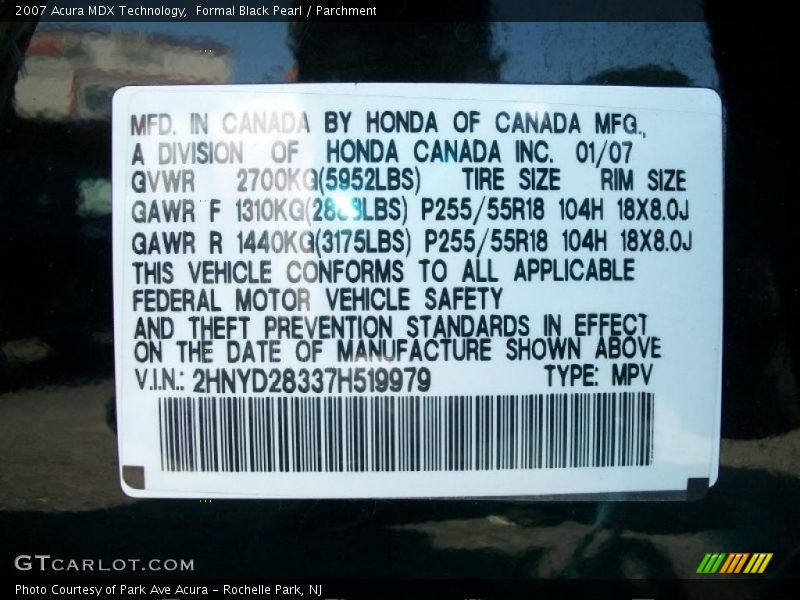 2007 Acura MDX Technology,  Formal Black Pearl / Parchment
MFD. IN CANADA BY HONDA OF CANADA MFG.,
A DIVISION OF HONDA CANADA INC. 01/07
GVWR 2700KG(5952LBS) TIRE SIZE RIM SIZE
GAWR F 1310KG(2888LBS) P255/55R18 104H 18X8.0J
GAWR R 1440KG(3175LBS) P255/55R18 104H 18X8.0J
THIS VEHICLE CONFORMS TO ALL APPLICABLE
FEDERAL MOTOR VEHICLE SAFETY
AND THEFT PREVENTION STANDARDS IN EFFECT
ON THE DATE OF MANUFACTURE SHOWN ABOVE
V.I.N.: 2HNYD28337H519979 TYPE: MPV
GTCARLOT.COM
Photo Courtesy of Park Ave Acura - Rochelle Park, NJ